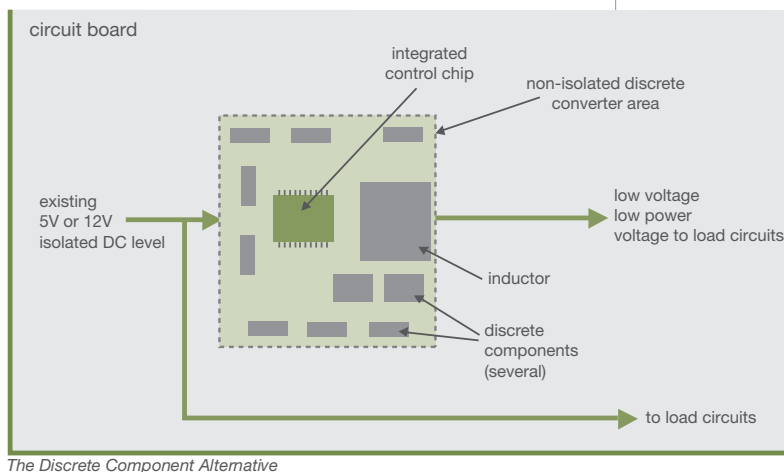 circuit board
integrated
control chip
non-isolated discrete
converter area
existing
5V or 12V
isolated DC level
low voltage
low power
voltage to load circuits
inductor
discrete
components
(several)
to load circuits
The Discrete Component Alternative